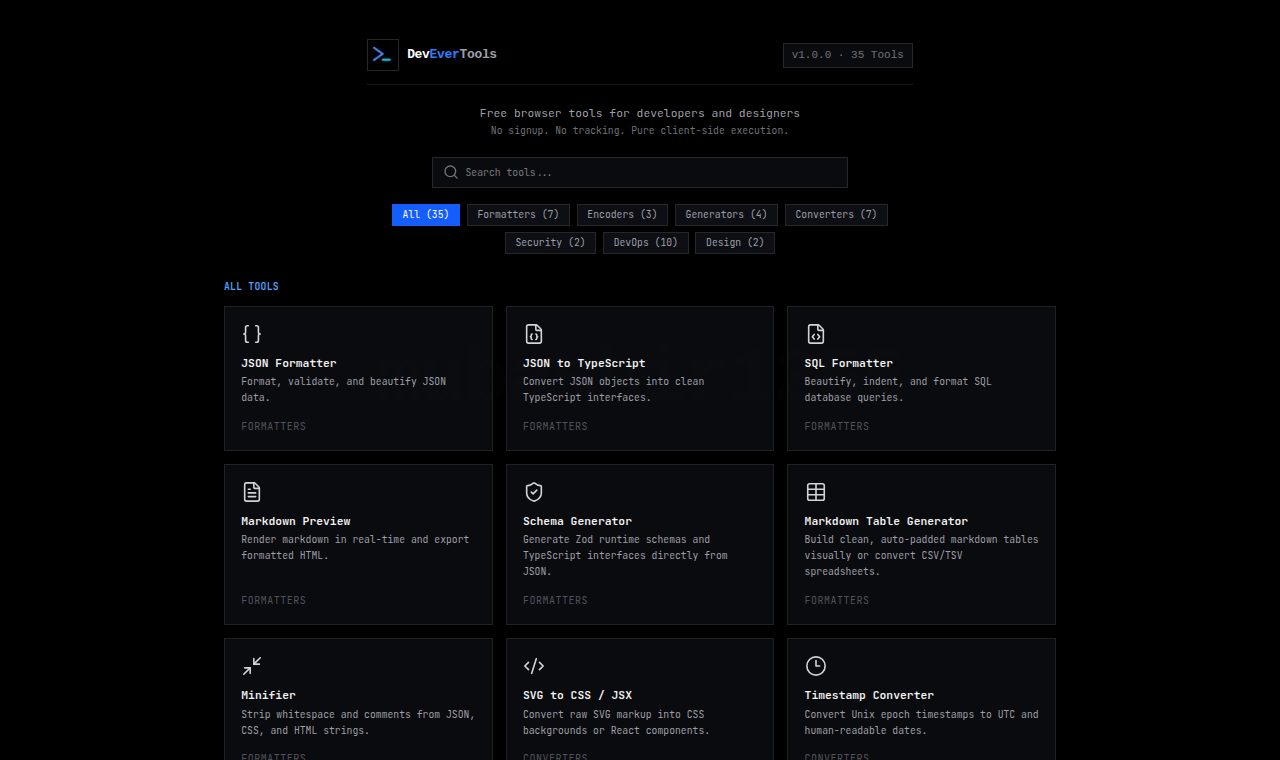 DevEverTools
v1.0.0 · 35 Tools
Free browser tools for developers and designers
No signup. No tracking. Pure client-side execution.
Search tools...
All (35)
Formatters (7)
Encoders (3)
Generators (4)
Converters (7)
Security (2)
DevOps (10)
Design (2)
ALL TOOLS
JSON Formatter
Format, validate, and beautify JSON
data.
FORMATTERS
JSON to TypeScript
Convert JSON objects into clean
TypeScript interfaces.
FORMATTERS
SQL Formatter
Beautify, indent, and format SQL
database queries.
FORMATTERS
Markdown Preview
Render markdown in real-time and export
formatted HTML.
FORMATTERS
Schema Generator
Generate Zod runtime schemas and
TypeScript interfaces directly from
JSON.
FORMATTERS
Markdown Table Generator
Build clean, auto-padded markdown tables
visually or convert CSV/TSV
spreadsheets.
FORMATTERS
Minifier
Strip whitespace and comments from JSON,
CSS, and HTML strings.
FORMATTERS
SVG to CSS / JSX
Convert raw SVG markup into CSS
backgrounds or React components.
CONVERTERS
Timestamp Converter
Convert Unix epoch timestamps to UTC and
human-readable dates.
CONVERTERS